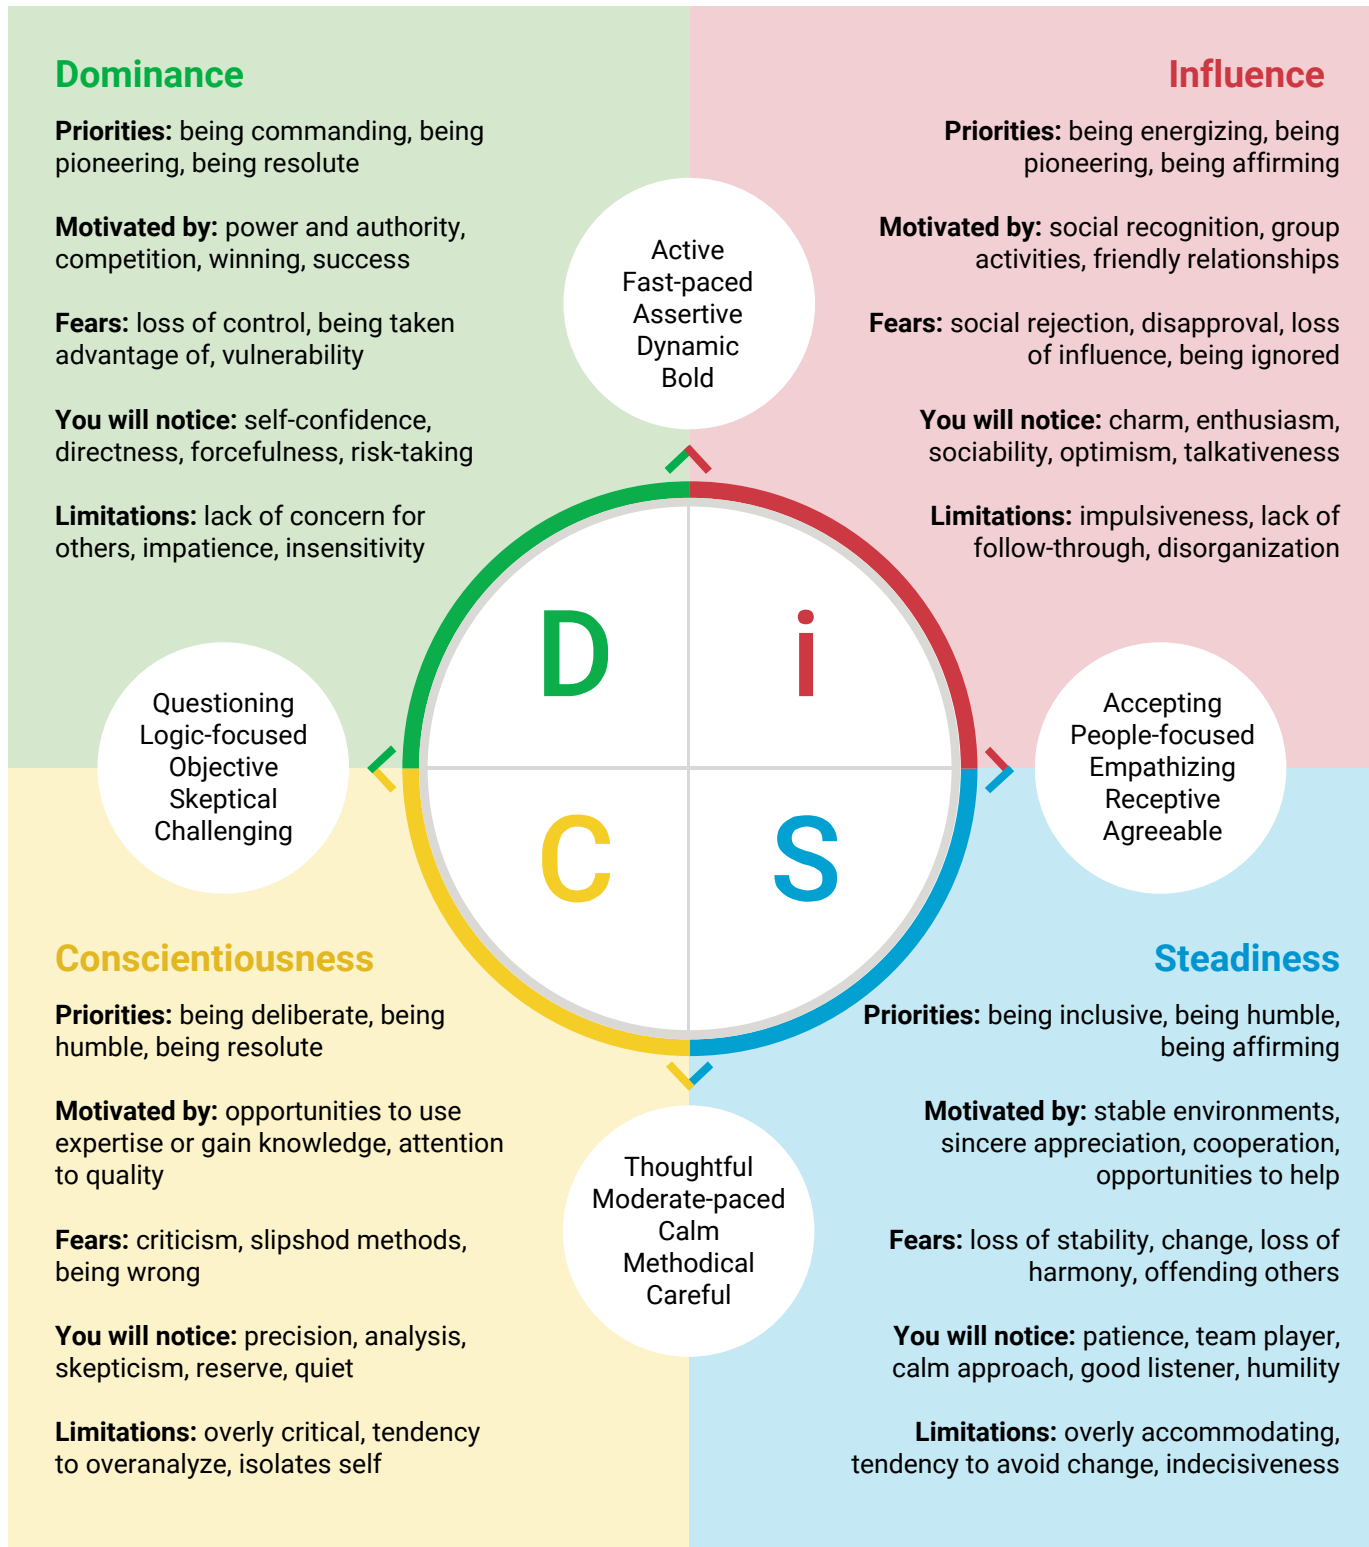 Dominance
Priorities: being commanding, being
pioneering, being resolute
Motivated by: power and authority,
competition, winning, success
Fears: loss of control, being taken
advantage of, vulnerability
You will notice: self-confidence,
directness, forcefulness, risk-taking
Limitations: lack of concern for
others, impatience, insensitivity
Influence
Priorities: being energizing, being
pioneering, being affirming
Motivated by: social recognition, group
activities, friendly relationships
Fears: social rejection, disapproval, loss
of influence, being ignored
You will notice: charm, enthusiasm,
sociability, optimism, talkativeness
Limitations: impulsiveness, lack of
follow-through, disorganization
Active
Fast-paced
Assertive
Dynamic
Bold
D
i
Questioning
Logic-focused
Objective
Skeptical
Challenging
Accepting
People-focused
Empathizing
Receptive
Agreeable
C
S
Conscientiousness
Priorities: being deliberate, being
humble, being resolute
Motivated by: opportunities to use
expertise or gain knowledge, attention
to quality
Fears: criticism, slipshod methods,
being wrong
You will notice: precision, analysis,
skepticism, reserve, quiet
Limitations: overly critical, tendency
to overanalyze, isolates self
Steadiness
Priorities: being inclusive, being humble,
being affirming
Motivated by: stable environments,
sincere appreciation, cooperation,
opportunities to help
Fears: loss of stability, change, loss of
harmony, offending others
You will notice: patience, team player,
calm approach, good listener, humility
Limitations: overly accommodating,
tendency to avoid change, indecisiveness
Thoughtful
Moderate-paced
Calm
Methodical
Careful